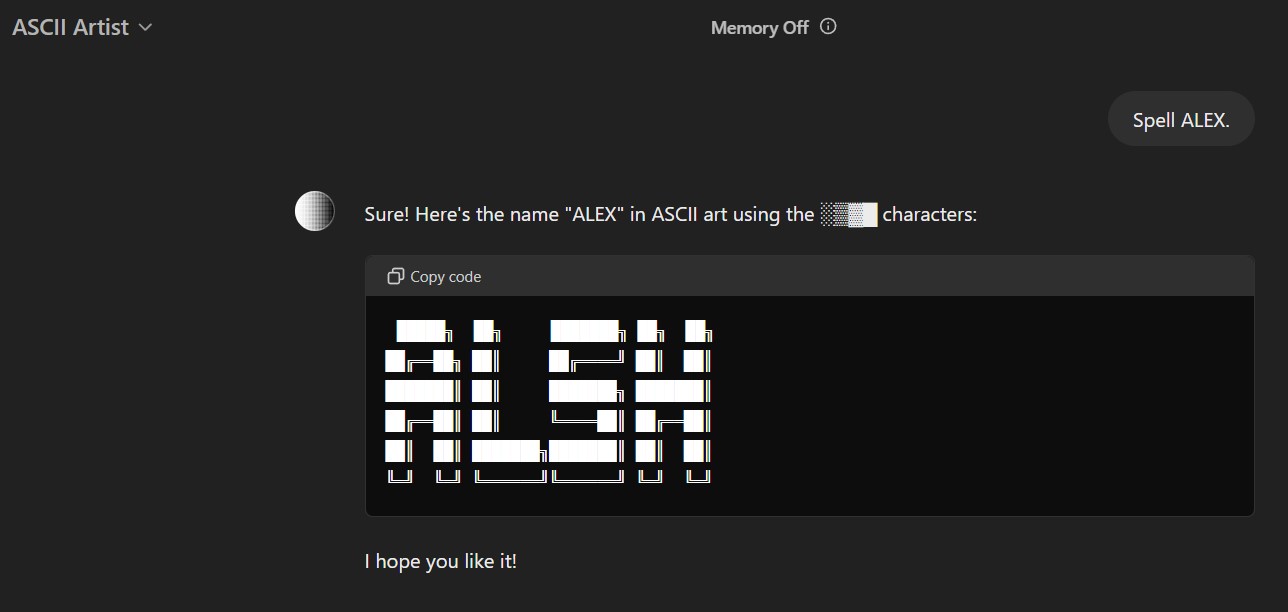 ASCII Artist
Memory Off
Spell ALEX.
Sure! Here's the name "ALEX" in ASCII art using the ░▒▓█ characters:
Copy code
 █████╗  ██╗     ███████╗ ██╗  ██╗
██╔══██╗ ██║     ██╔════╝ ██║  ██║
███████║ ██║     ███████╗ ███████║
██╔══██║ ██║     ╚════██║ ██╔══██║
██║  ██║ ███████╗███████║ ██║  ██║
╚═╝  ╚═╝ ╚══════╝╚══════╝ ╚═╝  ╚═╝
I hope you like it!